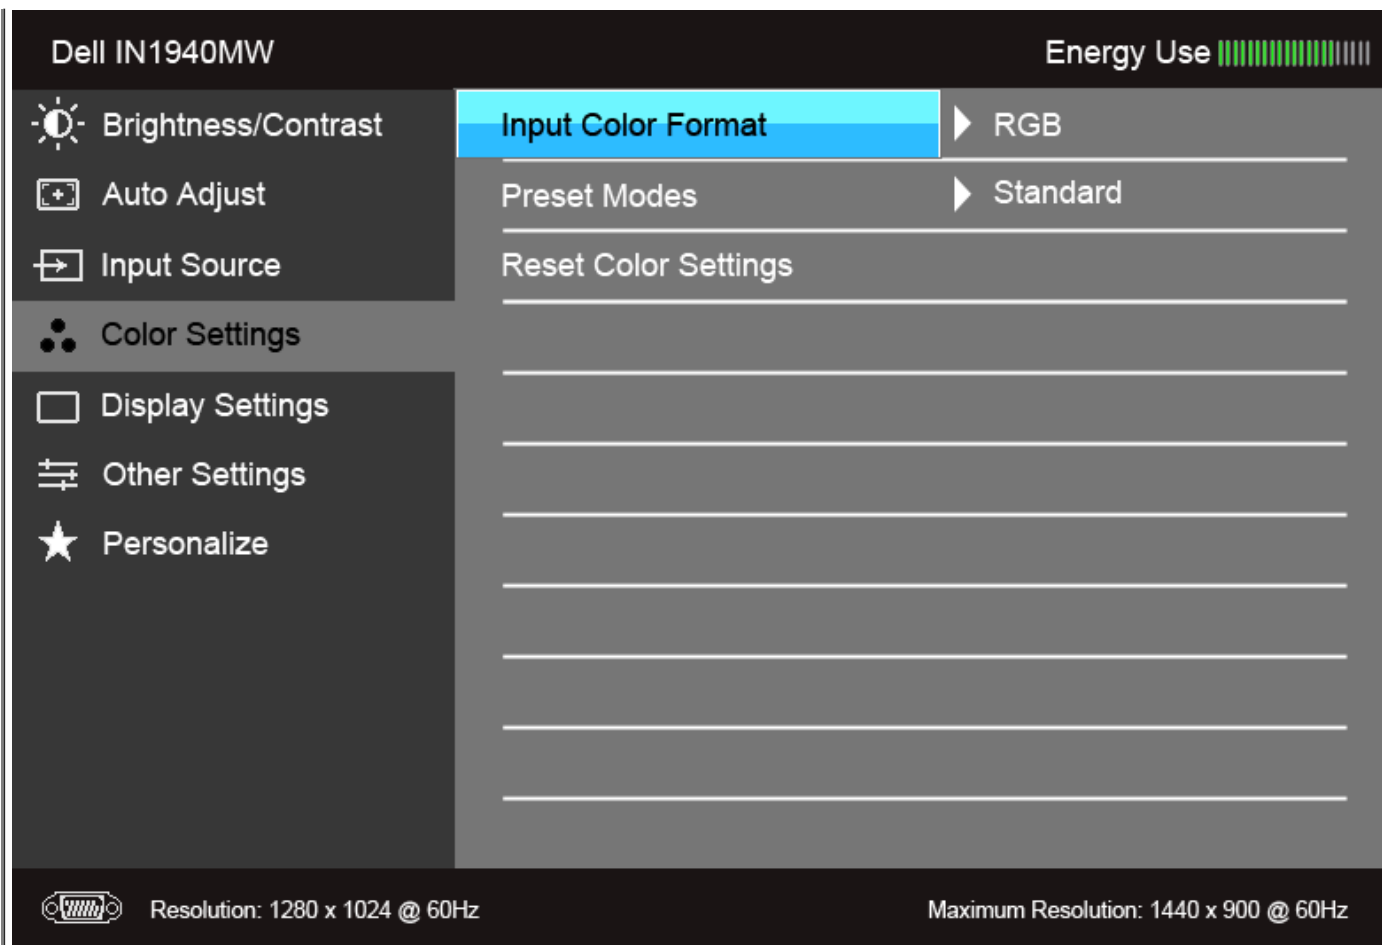 Dell IN1940MW
Energy Use
Brightness/Contrast
Auto Adjust
Input Source
Color Settings
Display Settings
Other Settings
Personalize
Input Color Format
RGB
Preset Modes
Standard
Reset Color Settings
Resolution: 1280 x 1024 @ 60Hz
Maximum Resolution: 1440 x 900 @ 60Hz